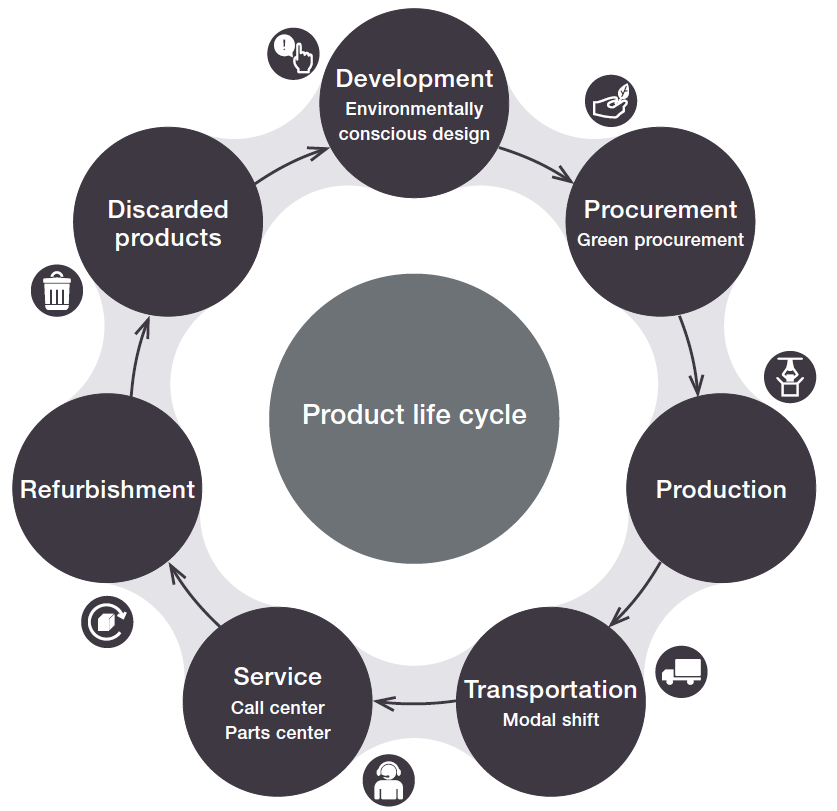 Development
Environmentally
conscious design
Procurement
Green procurement
Production
Transportation
Modal shift
Service
Call center
Parts center
Refurbishment
Discarded
products
Product life cycle
!